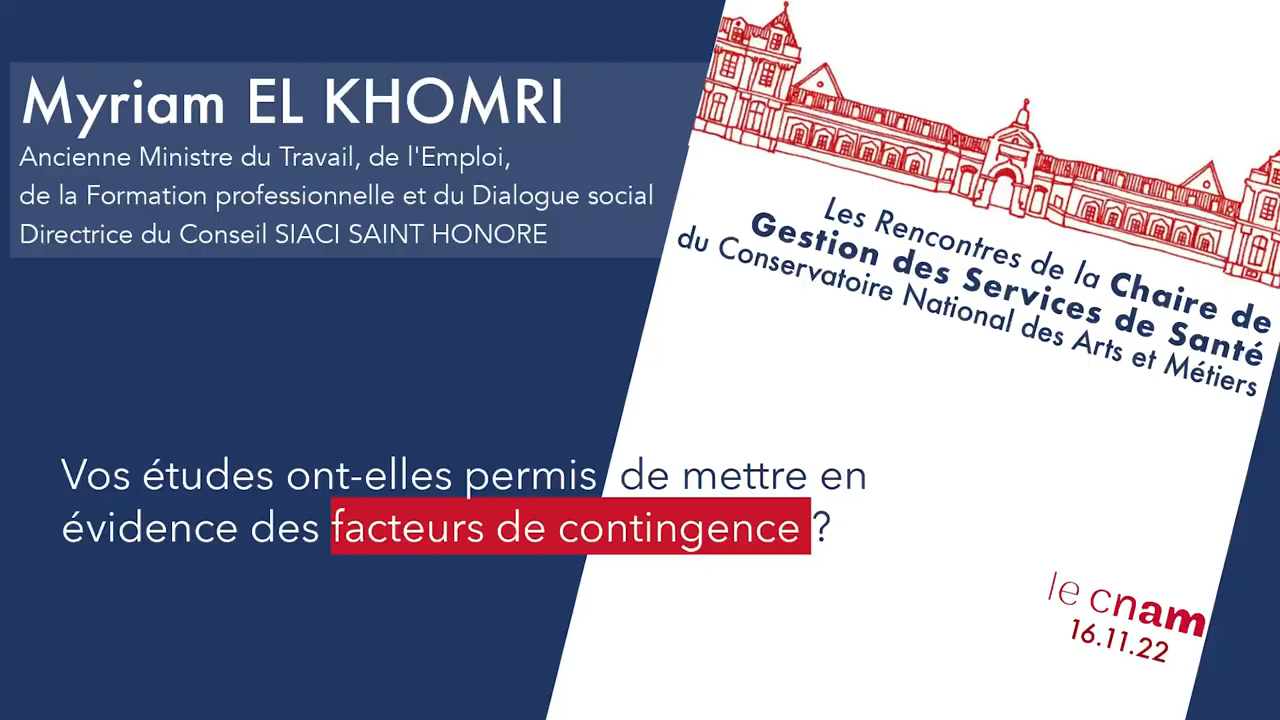 Myriam EL KHOMRI
Ancienne Ministre du Travail, de l'Emploi,
de la Formation professionnelle et du Dialogue social
Directrice du Conseil SIACI SAINT HONORE
Les Rencontres de la Chaire de
Gestion des Services de Santé
du Conservatoire National des Arts et Métiers
Vos études ont-elles permis de mettre en
évidence des facteurs de contingence ?
le cnam
16.11.22